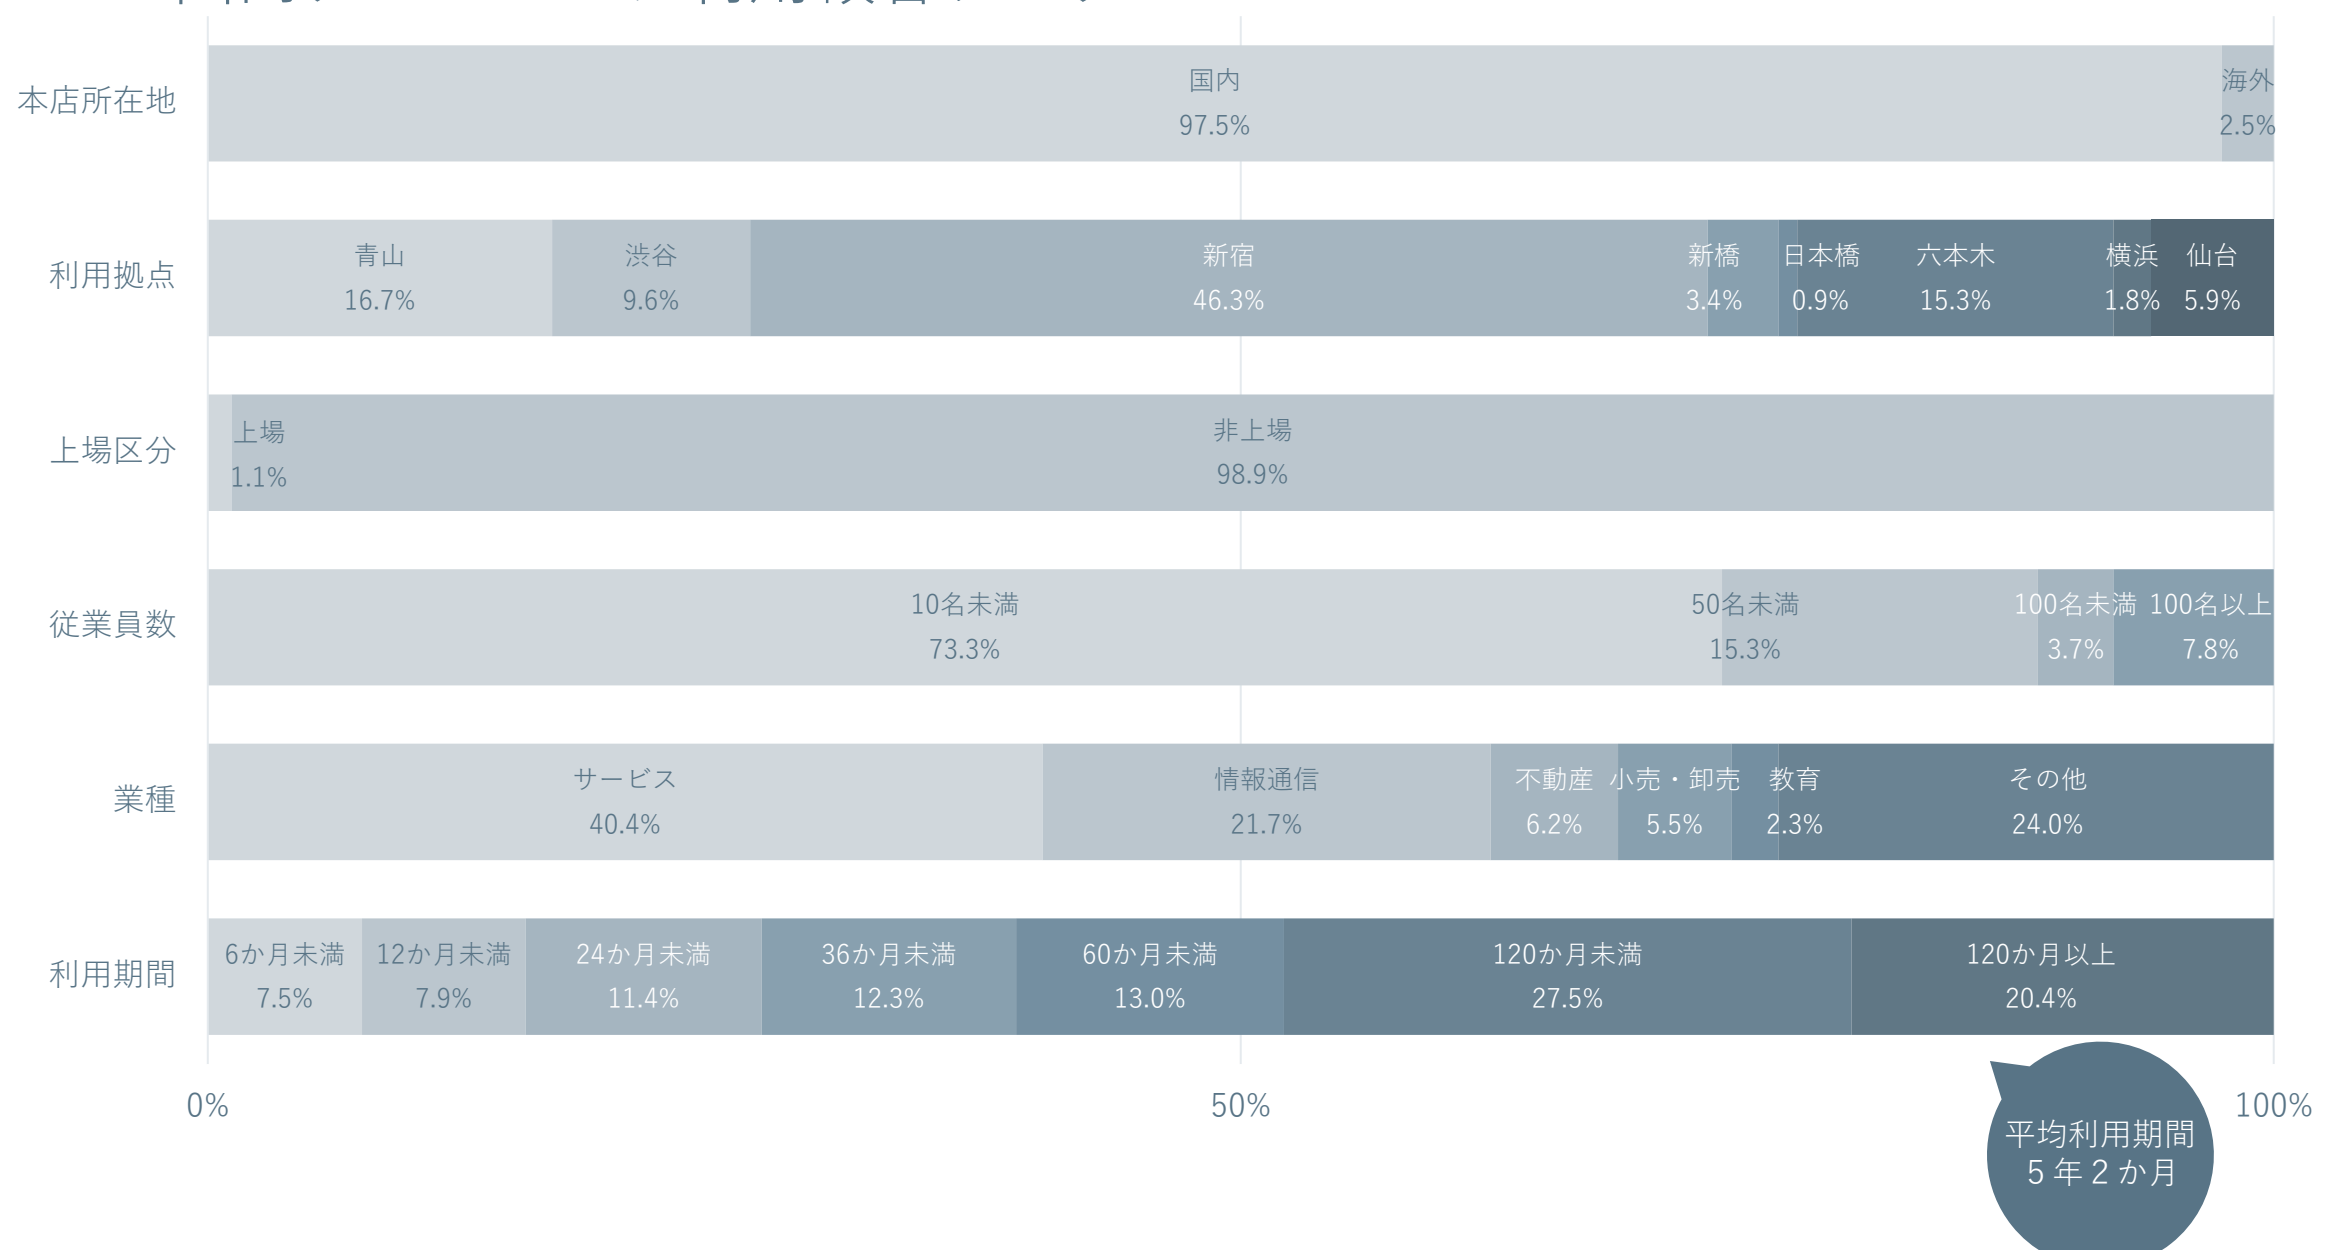 本店所在地
国内 海外
97.5% 2.5%
利用拠点
青山 渋谷 新宿 新橋 日本橋 六本木 横浜 仙台
16.7% 9.6% 46.3% 3.4% 0.9% 15.3% 1.8% 5.9%
上場区分
上場 非上場
1.1% 98.9%
従業員数
10名未満 50名未満 100名未満 100名以上
73.3% 15.3% 3.7% 7.8%
業種
サービス 情報通信 不動産 小売・卸売 教育 その他
40.4% 21.7% 6.2% 5.5% 2.3% 24.0%
利用期間
6か月未満 12か月未満 24か月未満 36か月未満 60か月未満 120か月未満 120か月以上
7.5% 7.9% 11.4% 12.3% 13.0% 27.5% 20.4%
0% 50% 100%
平均利用期間
5年2か月